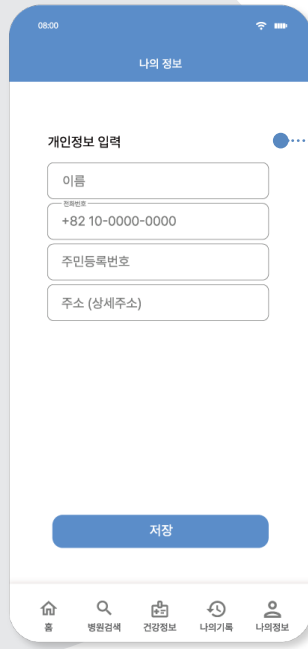 08:00
나의 정보
개인정보 입력
이름
전화번호
+82 10-0000-0000
주민등록번호
주소 (상세주소)
저장
홈 병원검색 건강정보 나의기록 나의정보